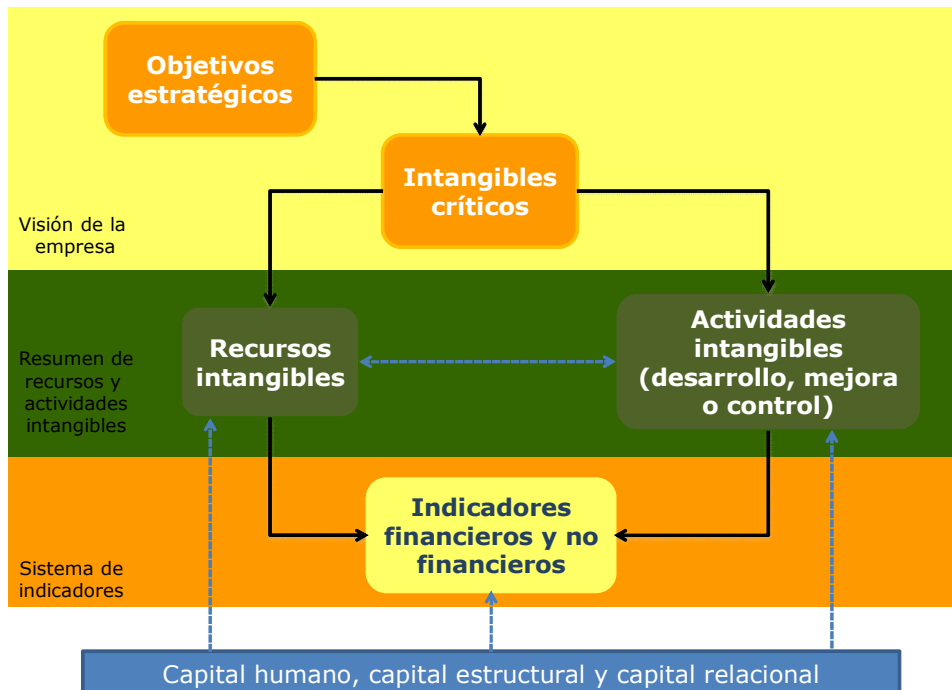 Objetivos
estratégicos
Intangibles
críticos
Visión de la
empresa
Recursos
intangibles
Actividades
intangibles
(desarrollo, mejora
o control)
Resumen de
recursos y
actividades
intangibles
Indicadores
financieros y no
financieros
Sistema de
indicadores
Capital humano, capital estructural y capital relacional